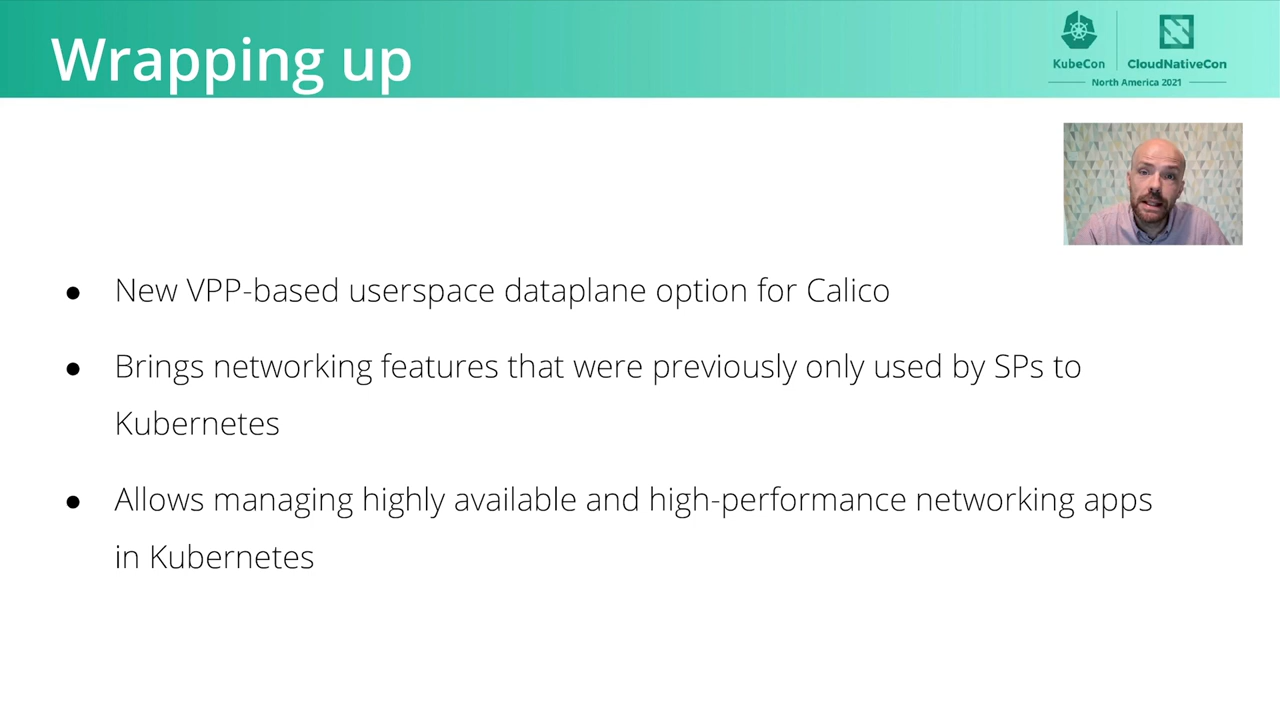 Wrapping up
KubeCon
CloudNativeCon
North America 2021
● New VPP-based userspace dataplane option for Calico
● Brings networking features that were previously only used by SPs to
Kubernetes
● Allows managing highly available and high-performance networking apps
in Kubernetes